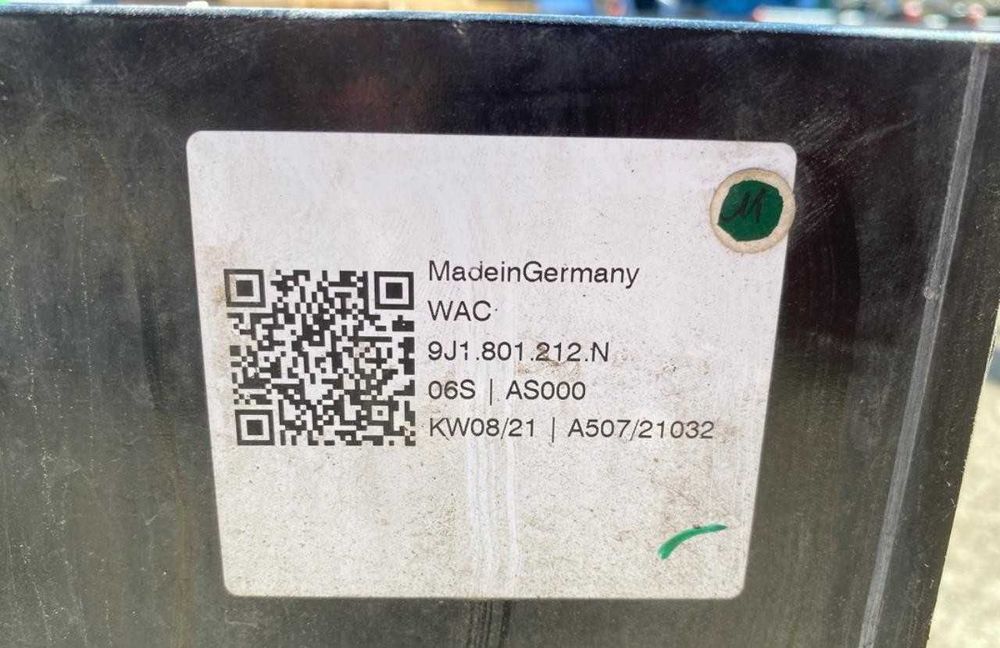 MadeinGermany
WAC
9J1.801.212.N
06S | AS000
KW08/21 | A507/21032